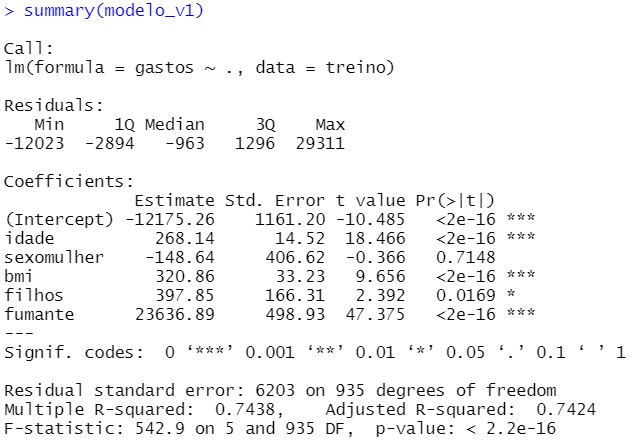 > summary(modelo_v1)
Call:
lm(formula = gastos ~ ., data = treino)
Residuals:
Min 1Q Median 3Q Max
-12023 -2894 -963 1296 29311
Coefficients:
Estimate Std. Error t value Pr(>|t|)
(Intercept) -12175.26 1161.20 -10.485 <2e-16 ***
idade 268.14 14.52 18.466 <2e-16 ***
sexomulher -148.64 406.62 -0.366 0.7148
bmi 320.86 33.23 9.656 <2e-16 ***
filhos 397.85 166.31 2.392 0.0169 *
fumante 23636.89 498.93 47.375 <2e-16 ***
---
Signif. codes: 0 ‘***’ 0.001 ‘**’ 0.01 ‘*’ 0.05 ‘.’ 0.1 ‘ ’ 1
Residual standard error: 6203 on 935 degrees of freedom
Multiple R-squared: 0.7438, Adjusted R-squared: 0.7424
F-statistic: 542.9 on 5 and 935 DF, p-value: < 2.2e-16